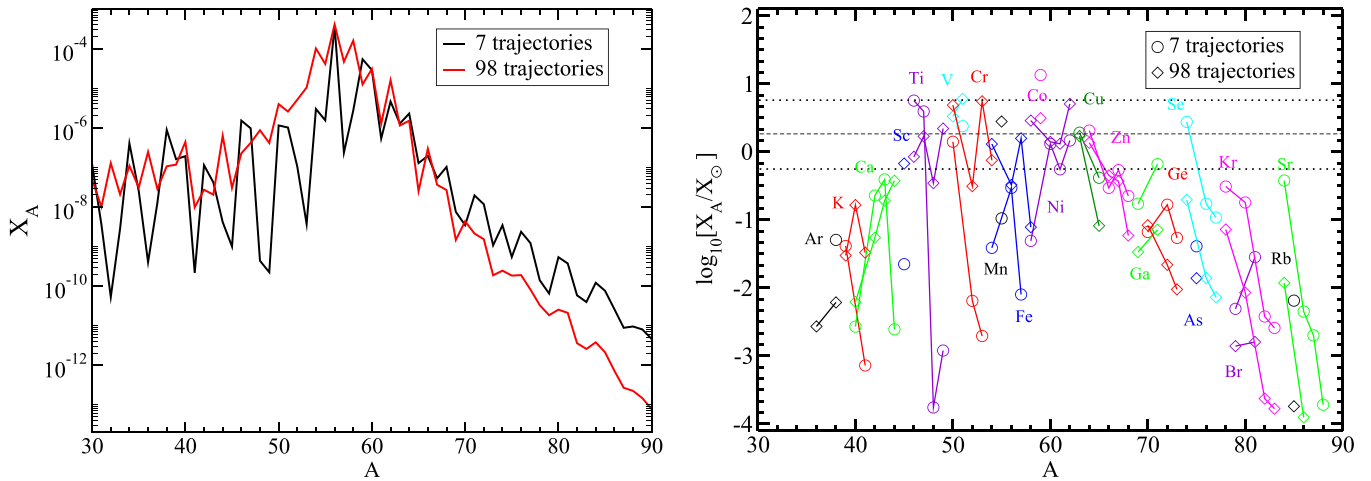 10⁻⁴
10⁻⁶
10⁻⁸
10⁻¹⁰
10⁻¹²
X_A
30 40 50 60 70 80 90
A
7 trajectories
98 trajectories
2
1
0
-1
-2
-3
-4
log₁₀[X_A/X_⊙]
30 40 50 60 70 80 90
A
7 trajectories
98 trajectories
Ti
V
Cr
Co
Cu
Se
Sc
Zn
Ca
Ge
Kr
Sr
K
Ar
Ni
Mn
Ga
Rb
Fe
As
Br